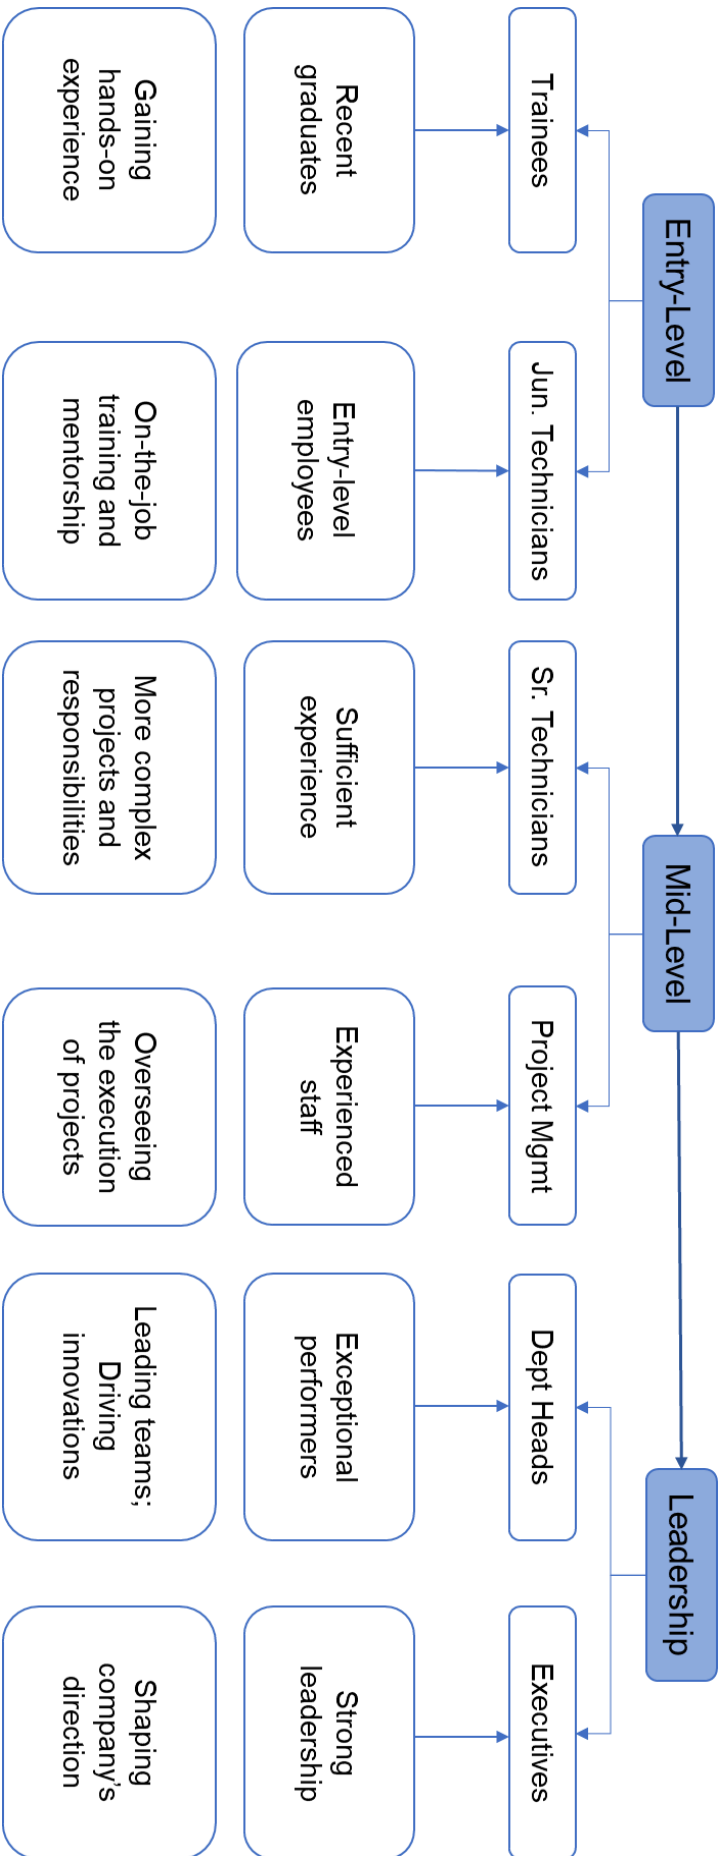 Entry-Level
Mid-Level
Leadership
Trainees
Jun. Technicians
Sr. Technicians
Project Mgmt
Dept Heads
Executives
Recent
graduates
Entry-level
employees
Sufficient
experience
Experienced
staff
Exceptional
performers
Strong
leadership
Gaining
hands-on
experience
On-the-job
training and
mentorship
More complex
projects and
responsibilities
Overseeing
the execution
of projects
Leading teams;
Driving
innovations
Shaping
company's
direction